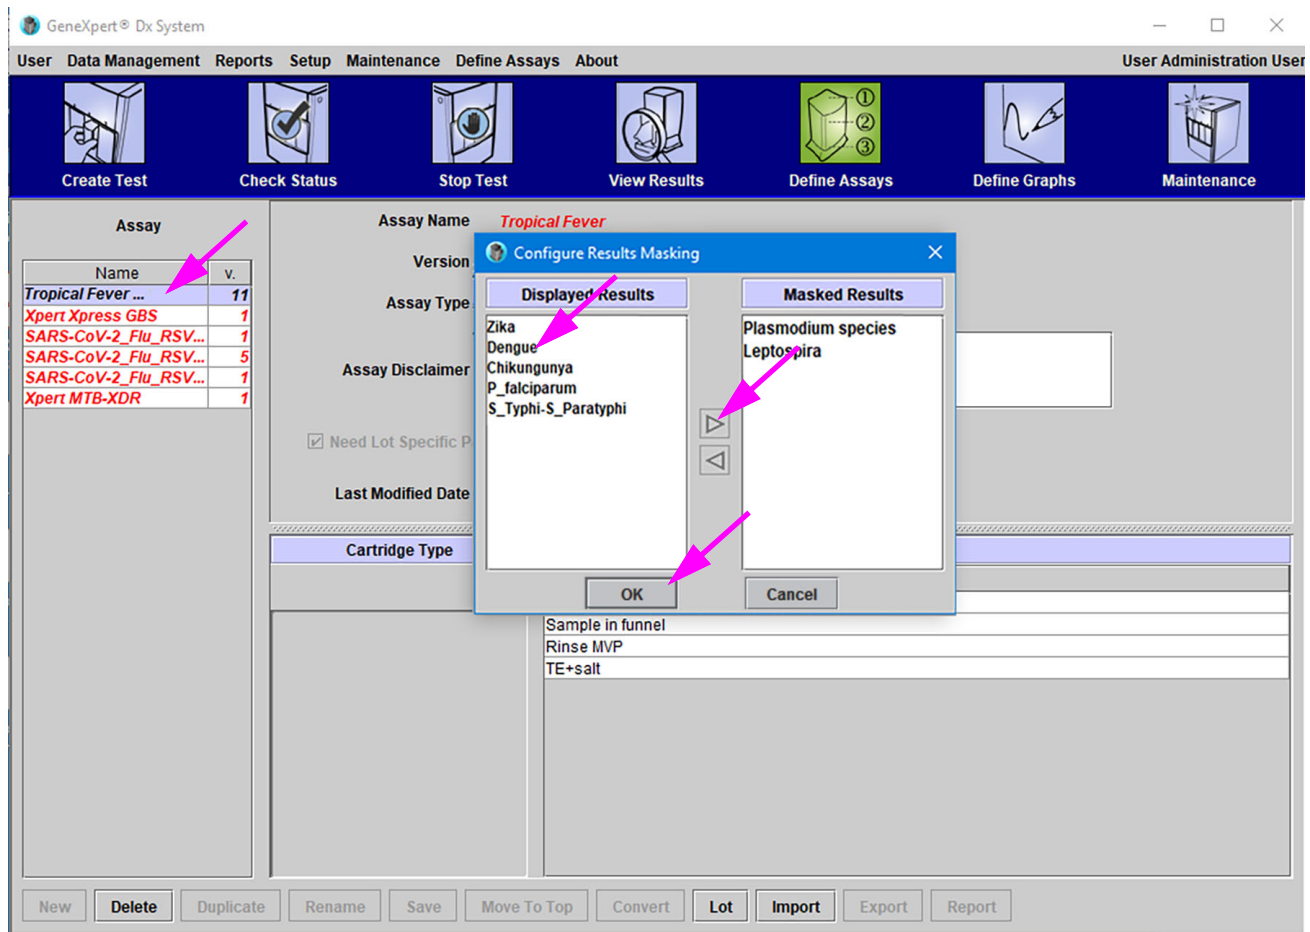 GeneXpert® Dx System
User Data Management Reports Setup Maintenance Define Assays About User Administration User
① ② ③
Create Test Check Status Stop Test View Results Define Assays Define Graphs Maintenance
Assay
Name v.
Tropical Fever ... 11
Xpert Xpress GBS 1
SARS-CoV-2_Flu_RSV... 1
SARS-CoV-2_Flu_RSV... 5
SARS-CoV-2_Flu_RSV... 1
Xpert MTB-XDR 1
Assay Name Tropical Fever
Version
Assay Type
Assay Disclaimer
Need Lot Specific P
Last Modified Date
Configure Results Masking
Displayed Results
Zika
Dengue
Chikungunya
P_falciparum
S_Typhi-S_Paratyphi
Masked Results
Plasmodium species
Leptospira
OK Cancel
Cartridge Type
Sample in funnel
Rinse MVP
TE+salt
New Delete Duplicate Rename Save Move To Top Convert Lot Import Export Report